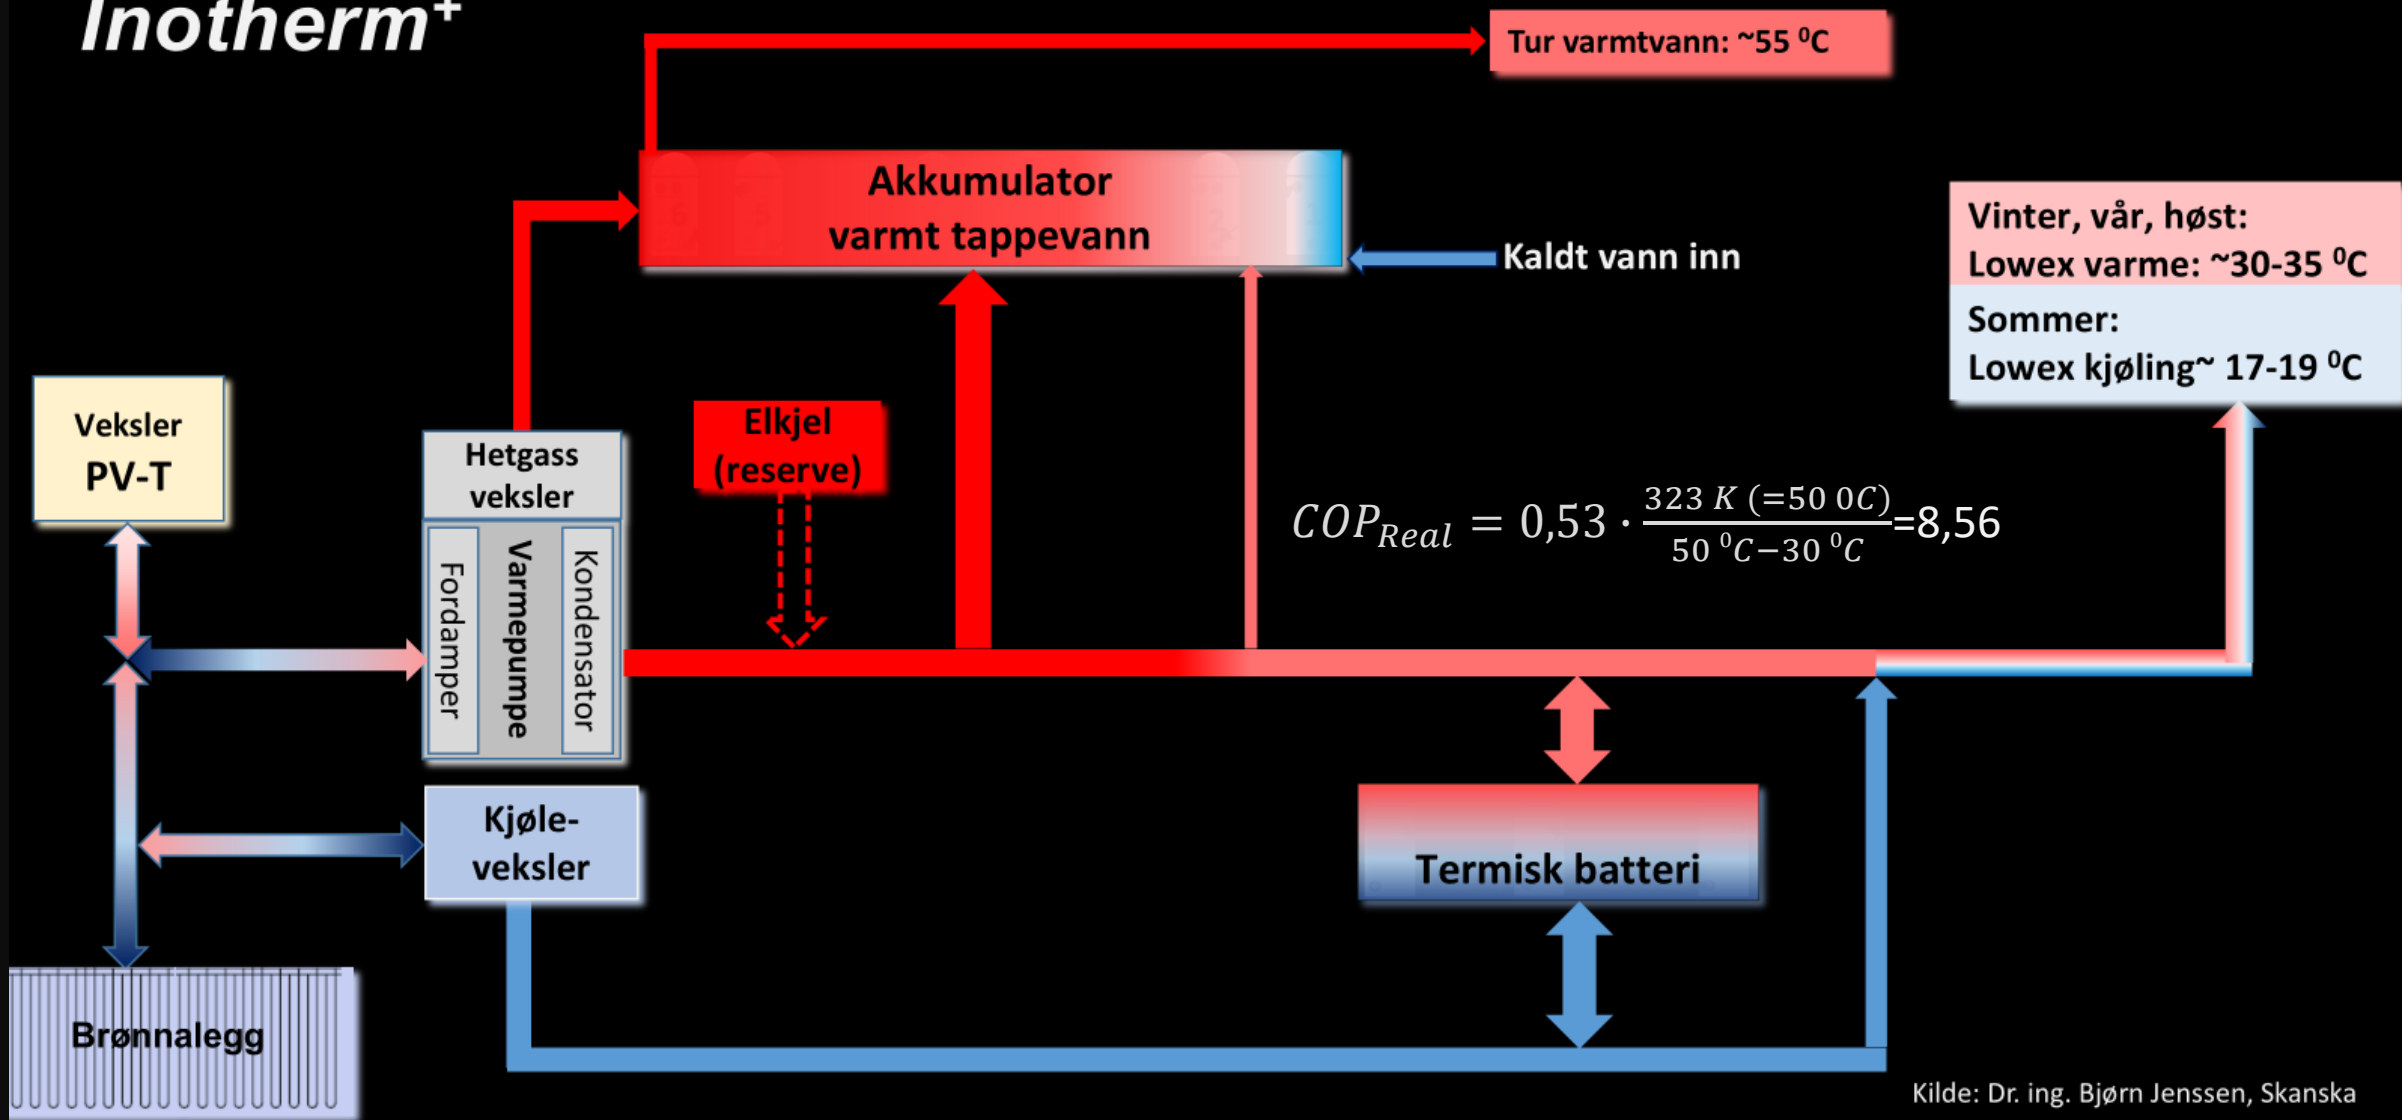 Inotherm⁺
Tur varmtvann: ~55 ⁰C
Akkumulator
varmt tappevann
Kaldt vann inn
Vinter, vår, høst:
Lowex varme: ~30-35 ⁰C
Sommer:
Lowex kjøling~ 17-19 ⁰C
Veksler
PV-T
Hetgass
veksler
Elkjel
(reserve)
Fordamper
Varmepumpe
Kondensator
COP_Real = 0,53 · (323 K (=50 0C))/(50 ⁰C−30 ⁰C)=8,56
Kjøle-
veksler
Termisk batteri
Brønnalegg
Kilde: Dr. ing. Bjørn Jenssen, Skanska